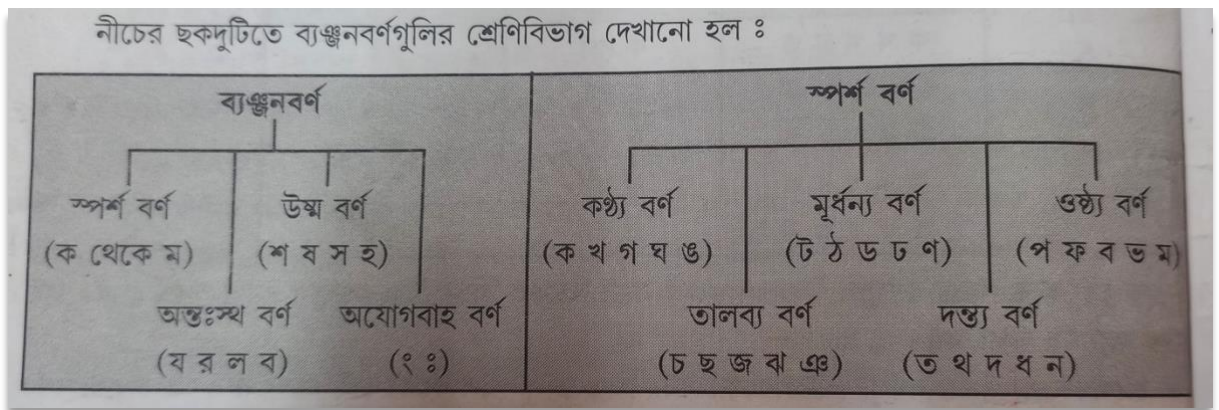 নীচের ছকদুটিতে ব্যঞ্জনবর্ণগুলির শ্রেণিবিভাগ দেখানো হল ঃ
ব্যঞ্জনবর্ণ
স্পর্শ বর্ণ উষ্ম বর্ণ
(ক থেকে ম) (শ ষ স হ)
অন্তঃস্থ বর্ণ অযোগবাহ বর্ণ
(য র ল ব) (ং ঃ)
স্পর্শ বর্ণ
কণ্ঠ্য বর্ণ মূর্ধন্য বর্ণ ওষ্ঠ্য বর্ণ
(ক খ গ ঘ ঙ) (ট ঠ ড ঢ ণ) (প ফ ব ভ ম)
তালব্য বর্ণ দন্ত্য বর্ণ
(চ ছ জ ঝ ঞ) (ত থ দ ধ ন)